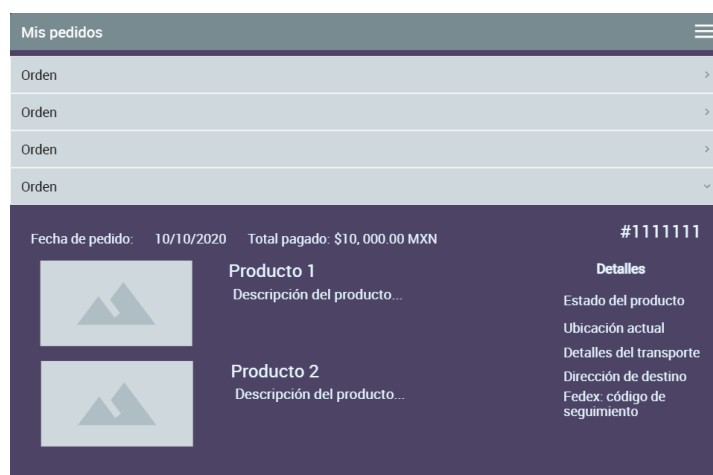 Mis pedidos
Orden
Orden
Orden
Orden
Fecha de pedido: 10/10/2020 Total pagado: $10, 000.00 MXN #1111111
Producto 1
Descripción del producto...
Producto 2
Descripción del producto...
Detalles
Estado del producto
Ubicación actual
Detalles del transporte
Dirección de destino
Fedex: código de
seguimiento